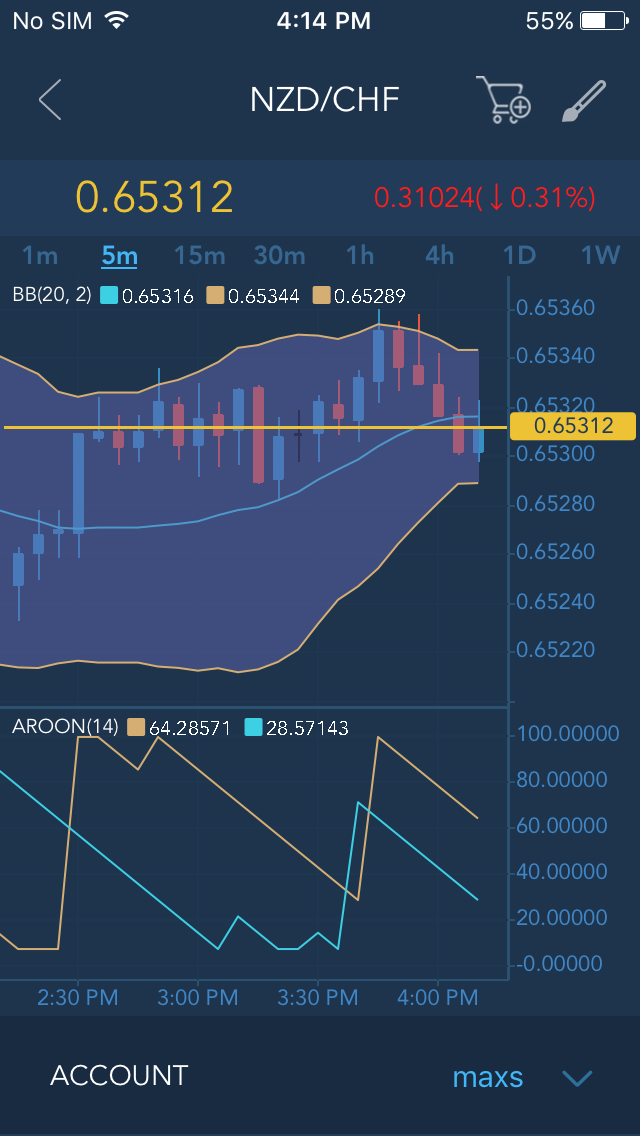 No SIM 4:14 PM 55%
NZD/CHF
0.65312 0.31024(↓0.31%)
1m 5m 15m 30m 1h 4h 1D 1W
BB(20, 2) 0.65316 0.65344 0.65289
0.65360
0.65340
0.65320
0.65312
0.65300
0.65280
0.65260
0.65240
0.65220
AROON(14) 64.28571 28.57143
100.00000
80.00000
60.00000
40.00000
20.00000
-0.00000
2:30 PM 3:00 PM 3:30 PM 4:00 PM
ACCOUNT maxs